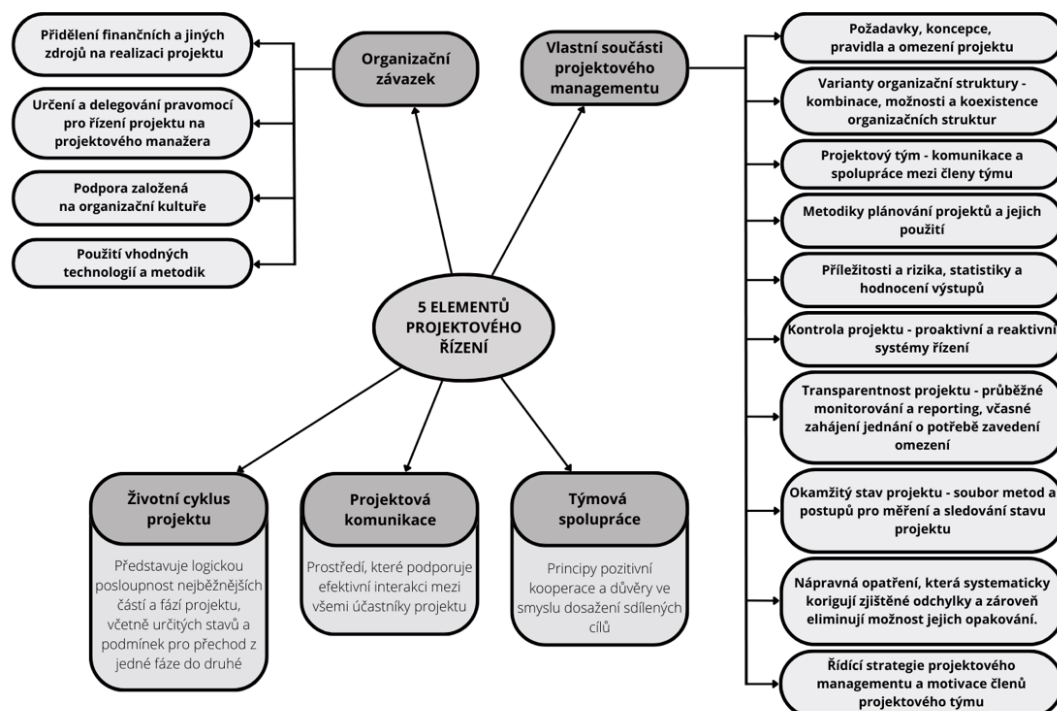 Přidělení finančních a jiných
zdrojů na realizaci projektu
Určení a delegování pravomocí
pro řízení projektu na
projektového manažera
Podpora založená
na organizační kultuře
Použití vhodných
technologií a metodik
Organizační
závazek
Vlastní součásti
projektového
managementu
Požadavky, koncepce,
pravidla a omezení projektu
Varianty organizační struktury -
kombinace, možnosti a koexistence
organizačních struktur
Projektový tým - komunikace a
spolupráce mezi členy týmu
Metodiky plánování projektů a jejich
použití
Příležitosti a rizika, statistiky a
hodnocení výstupů
Kontrola projektu - proaktivní a reaktivní
systémy řízení
Transparentnost projektu - průběžné
monitorování a reporting, včasné
zahájení jednání o potřebě zavedení
omezení
Okamžitý stav projektu - soubor metod a
postupů pro měření a sledování stavu
projektu
Nápravná opatření, která systematicky
korigují zjištěné odchylky a zároveň
eliminují možnost jejich opakování.
Řídící strategie projektového
managementu a motivace členů
projektového týmu
5 ELEMENTŮ
PROJEKTOVÉHO
ŘÍZENÍ
Životní cyklus
projektu
Představuje logickou
posloupnost nejběžnějších
částí a fází projektu,
včetně určitých stavů a
podmínek pro přechod z
jedné fáze do druhé
Projektová
komunikace
Prostředí, které podporuje
efektivní interakci mezi
všemi účastníky projektu
Týmová
spolupráce
Principy pozitivní
kooperace a důvěry ve
smyslu dosažení sdílených
cílů